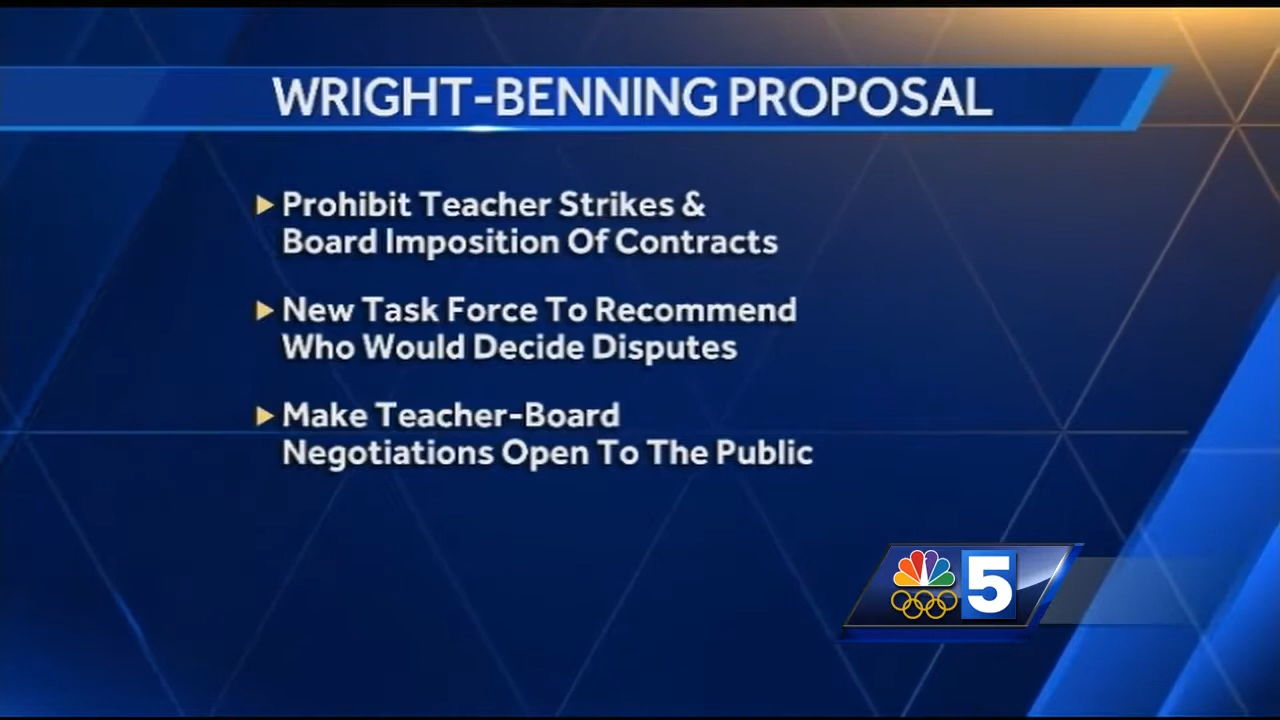 WRIGHT-BENNING PROPOSAL
Prohibit Teacher Strikes &
Board Imposition Of Contracts
New Task Force To Recommend
Who Would Decide Disputes
Make Teacher-Board
Negotiations Open To The Public
5